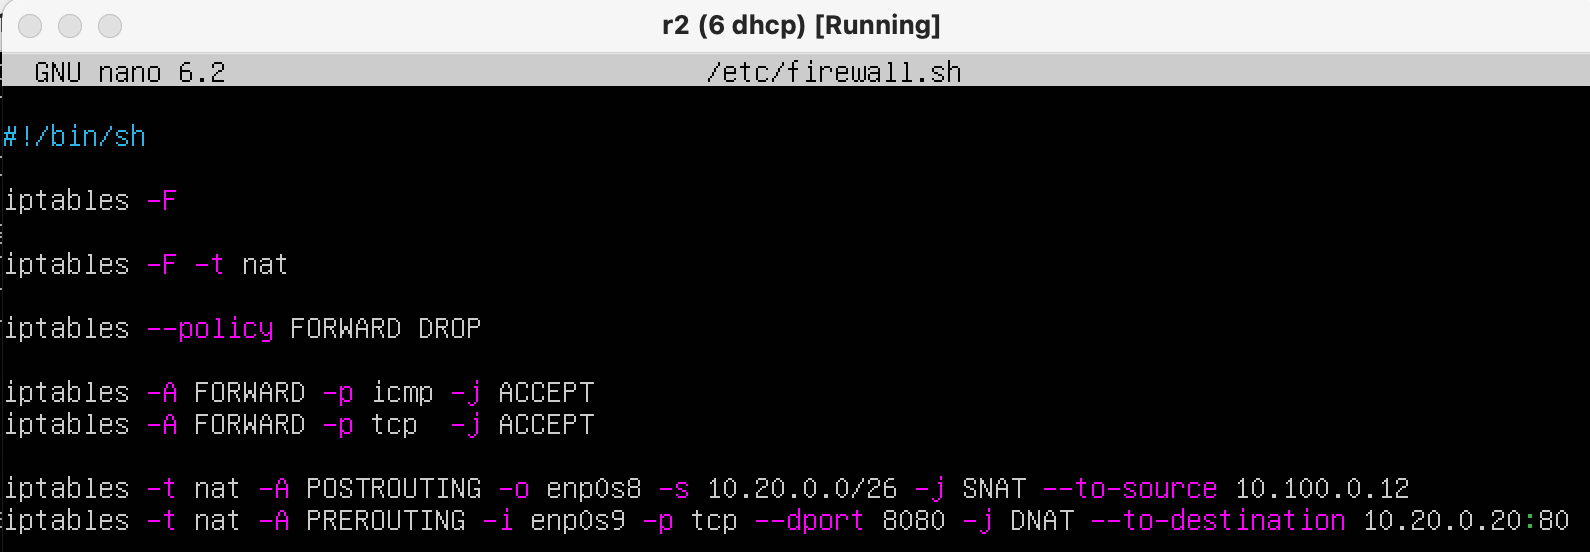 r2 (6 dhcp) [Running]
GNU nano 6.2 /etc/firewall.sh
#!/bin/sh
iptables -F
iptables -F -t nat
iptables --policy FORWARD DROP
iptables -A FORWARD -p icmp -j ACCEPT
iptables -A FORWARD -p tcp  -j ACCEPT
iptables -t nat -A POSTROUTING -o enp0s8 -s 10.20.0.0/26 -j SNAT --to-source 10.100.0.12
iptables -t nat -A PREROUTING -i enp0s9 -p tcp --dport 8080 -j DNAT --to-destination 10.20.0.20:80